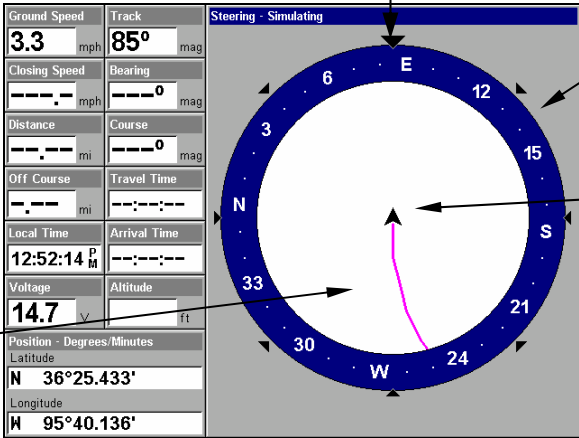 Ground Speed
3.3 mph
Track
85° mag
Closing Speed
---.- mph
Bearing
---° mag
Distance
--.-- mi
Course
---° mag
Off Course
-.-- mi
Travel Time
--:--:--
Local Time
12:52:14 PM
Arrival Time
--:--:--
Voltage
14.7 V
Altitude
ft
Position - Degrees/Minutes
Latitude
N 36°25.433'
Longitude
W 95°40.136'
Steering - Simulating
E
12
15
S
21
24
W
30
33
N
3
6